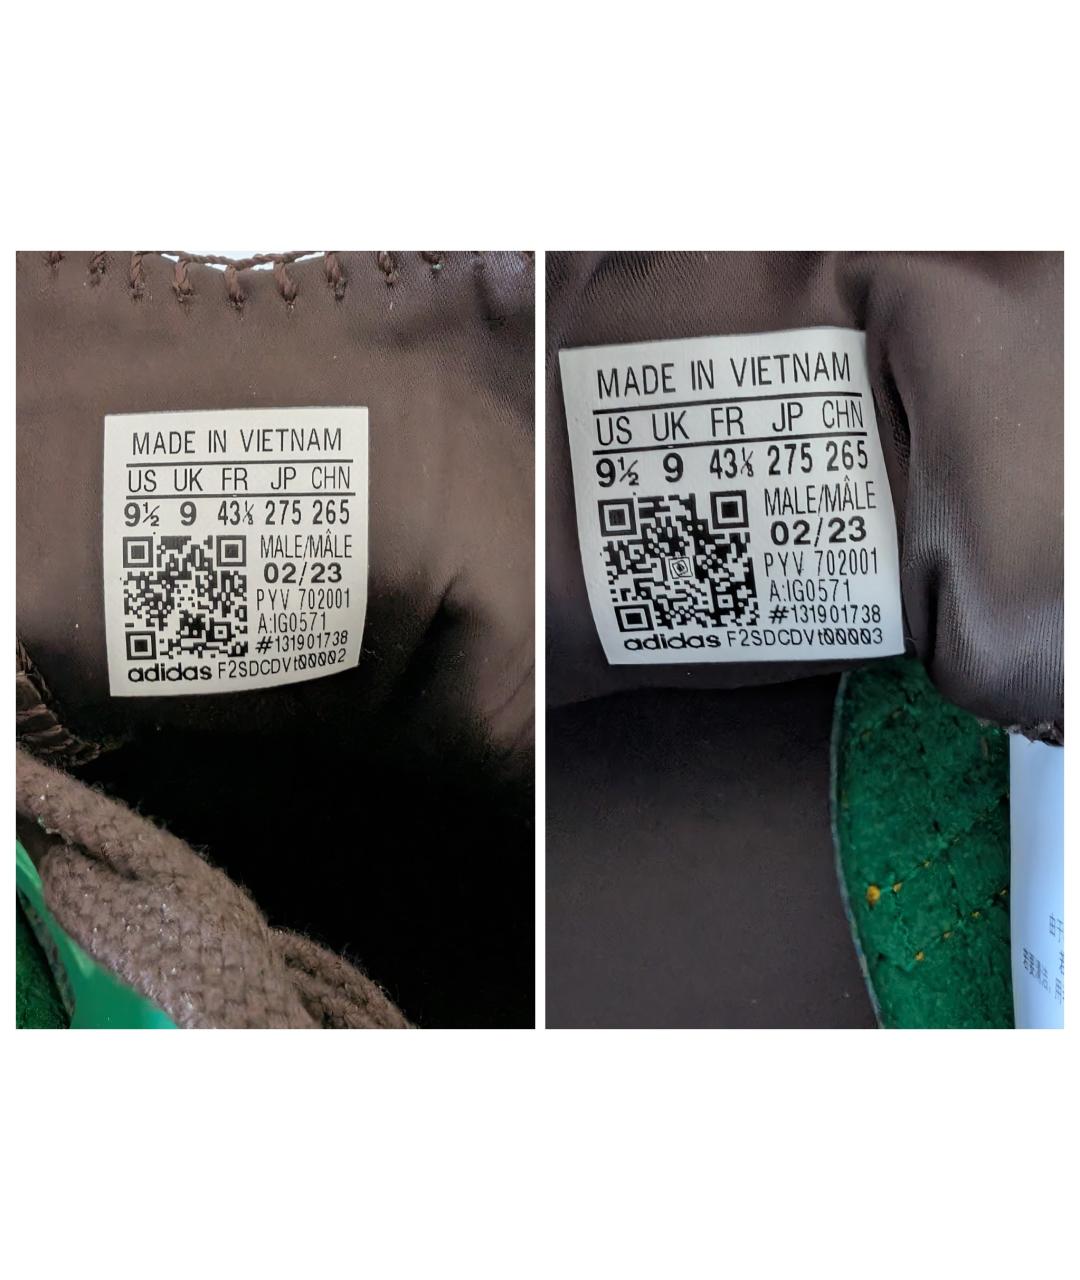 MADE IN VIETNAM
US UK FR JP CHN
9½ 9 43⅓ 275 265
MALE/MÂLE
02/23
PYV 702001
A:IG0571
#131901738
adidas F2SDCDVt00002
MADE IN VIETNAM
US UK FR JP CHN
9½ 9 43⅓ 275 265
MALE/MÂLE
02/23
PYV 702001
A:IG0571
#131901738
adidas F2SDCDVt00003